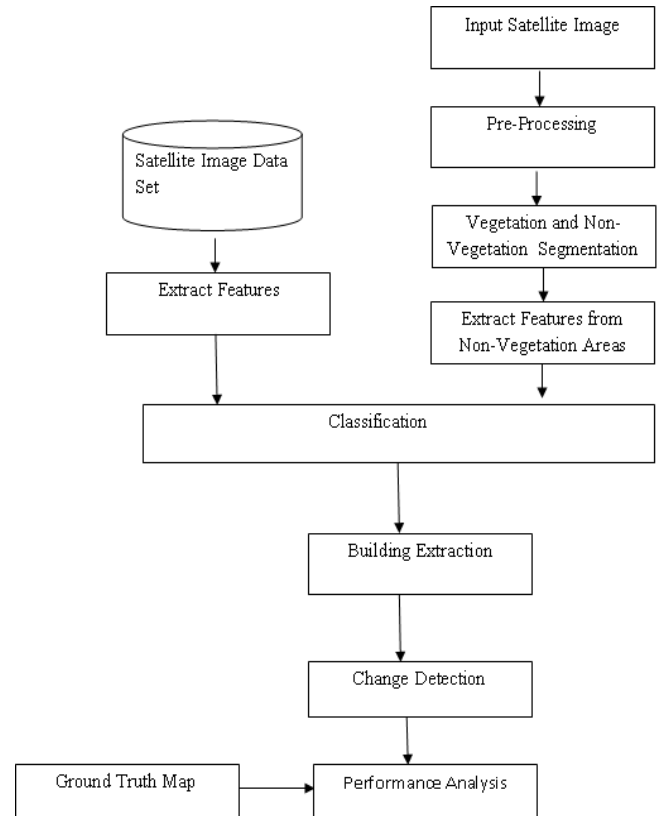 Input Satellite Image
Pre-Processing
Satellite Image Data
Set
Vegetation and Non-
Vegetation Segmentation
Extract Features
Extract Features from
Non-Vegetation Areas
Classification
Building Extraction
Change Detection
Ground Truth Map
Performance Analysis